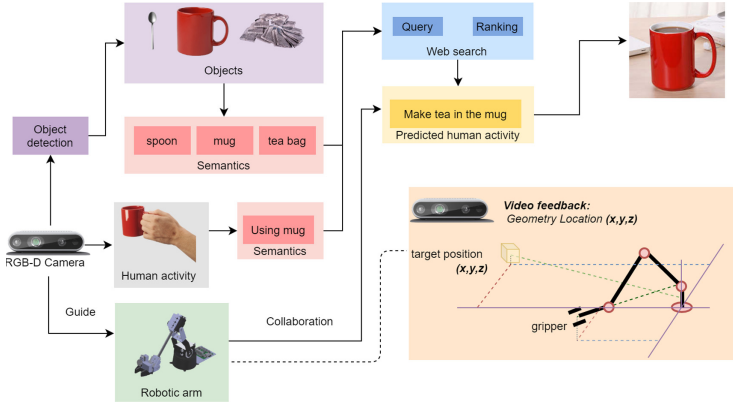 Objects
Query
Ranking
Web search
Object
detection
spoon
mug
tea bag
Semantics
Make tea in the mug
Predicted human activity
RGB-D Camera
Human activity
Using mug
Semantics
Video feedback:
Geometry Location (x,y,z)
target position
(x,y,z)
gripper
Guide
Collaboration
Robotic arm